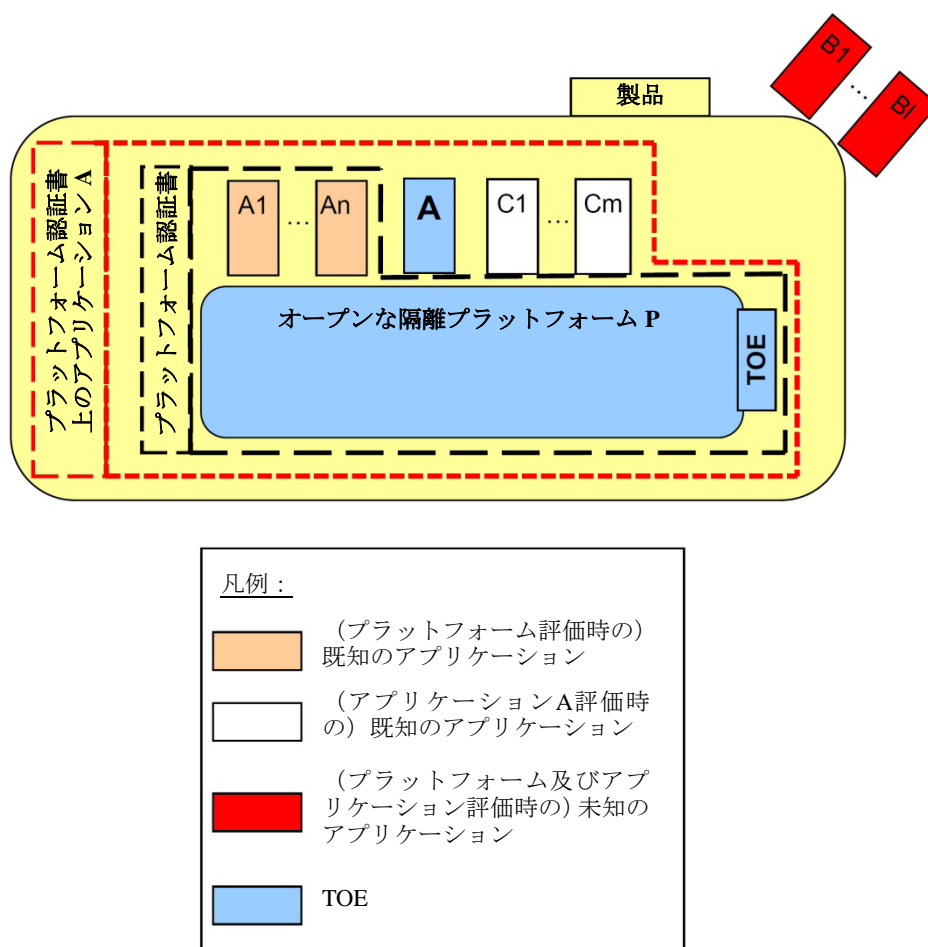 製品
B1
...
Bl
プラットフォーム認証書
上のアプリケーション A
プラットフォーム認証書
A1
...
An
A
C1
...
Cm
オープンな隔離プラットフォーム P
TOE
凡例：
（プラットフォーム評価時の）
既知のアプリケーション
（アプリケーションA評価時
の）既知のアプリケーション
（プラットフォーム及びアプ
リケーション評価時の）未知の
アプリケーション
TOE